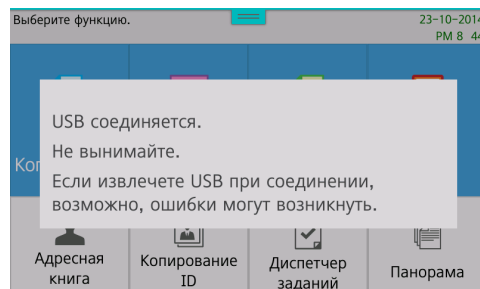 Выберите функцию.
23-10-2014
PM 8 44
USB соединяется.
Не вынимайте.
Если извлечете USB при соединении,
возможно, ошибки могут возникнуть.
Адресная
книга
Копирование
ID
Диспетчер
заданий
Панорама